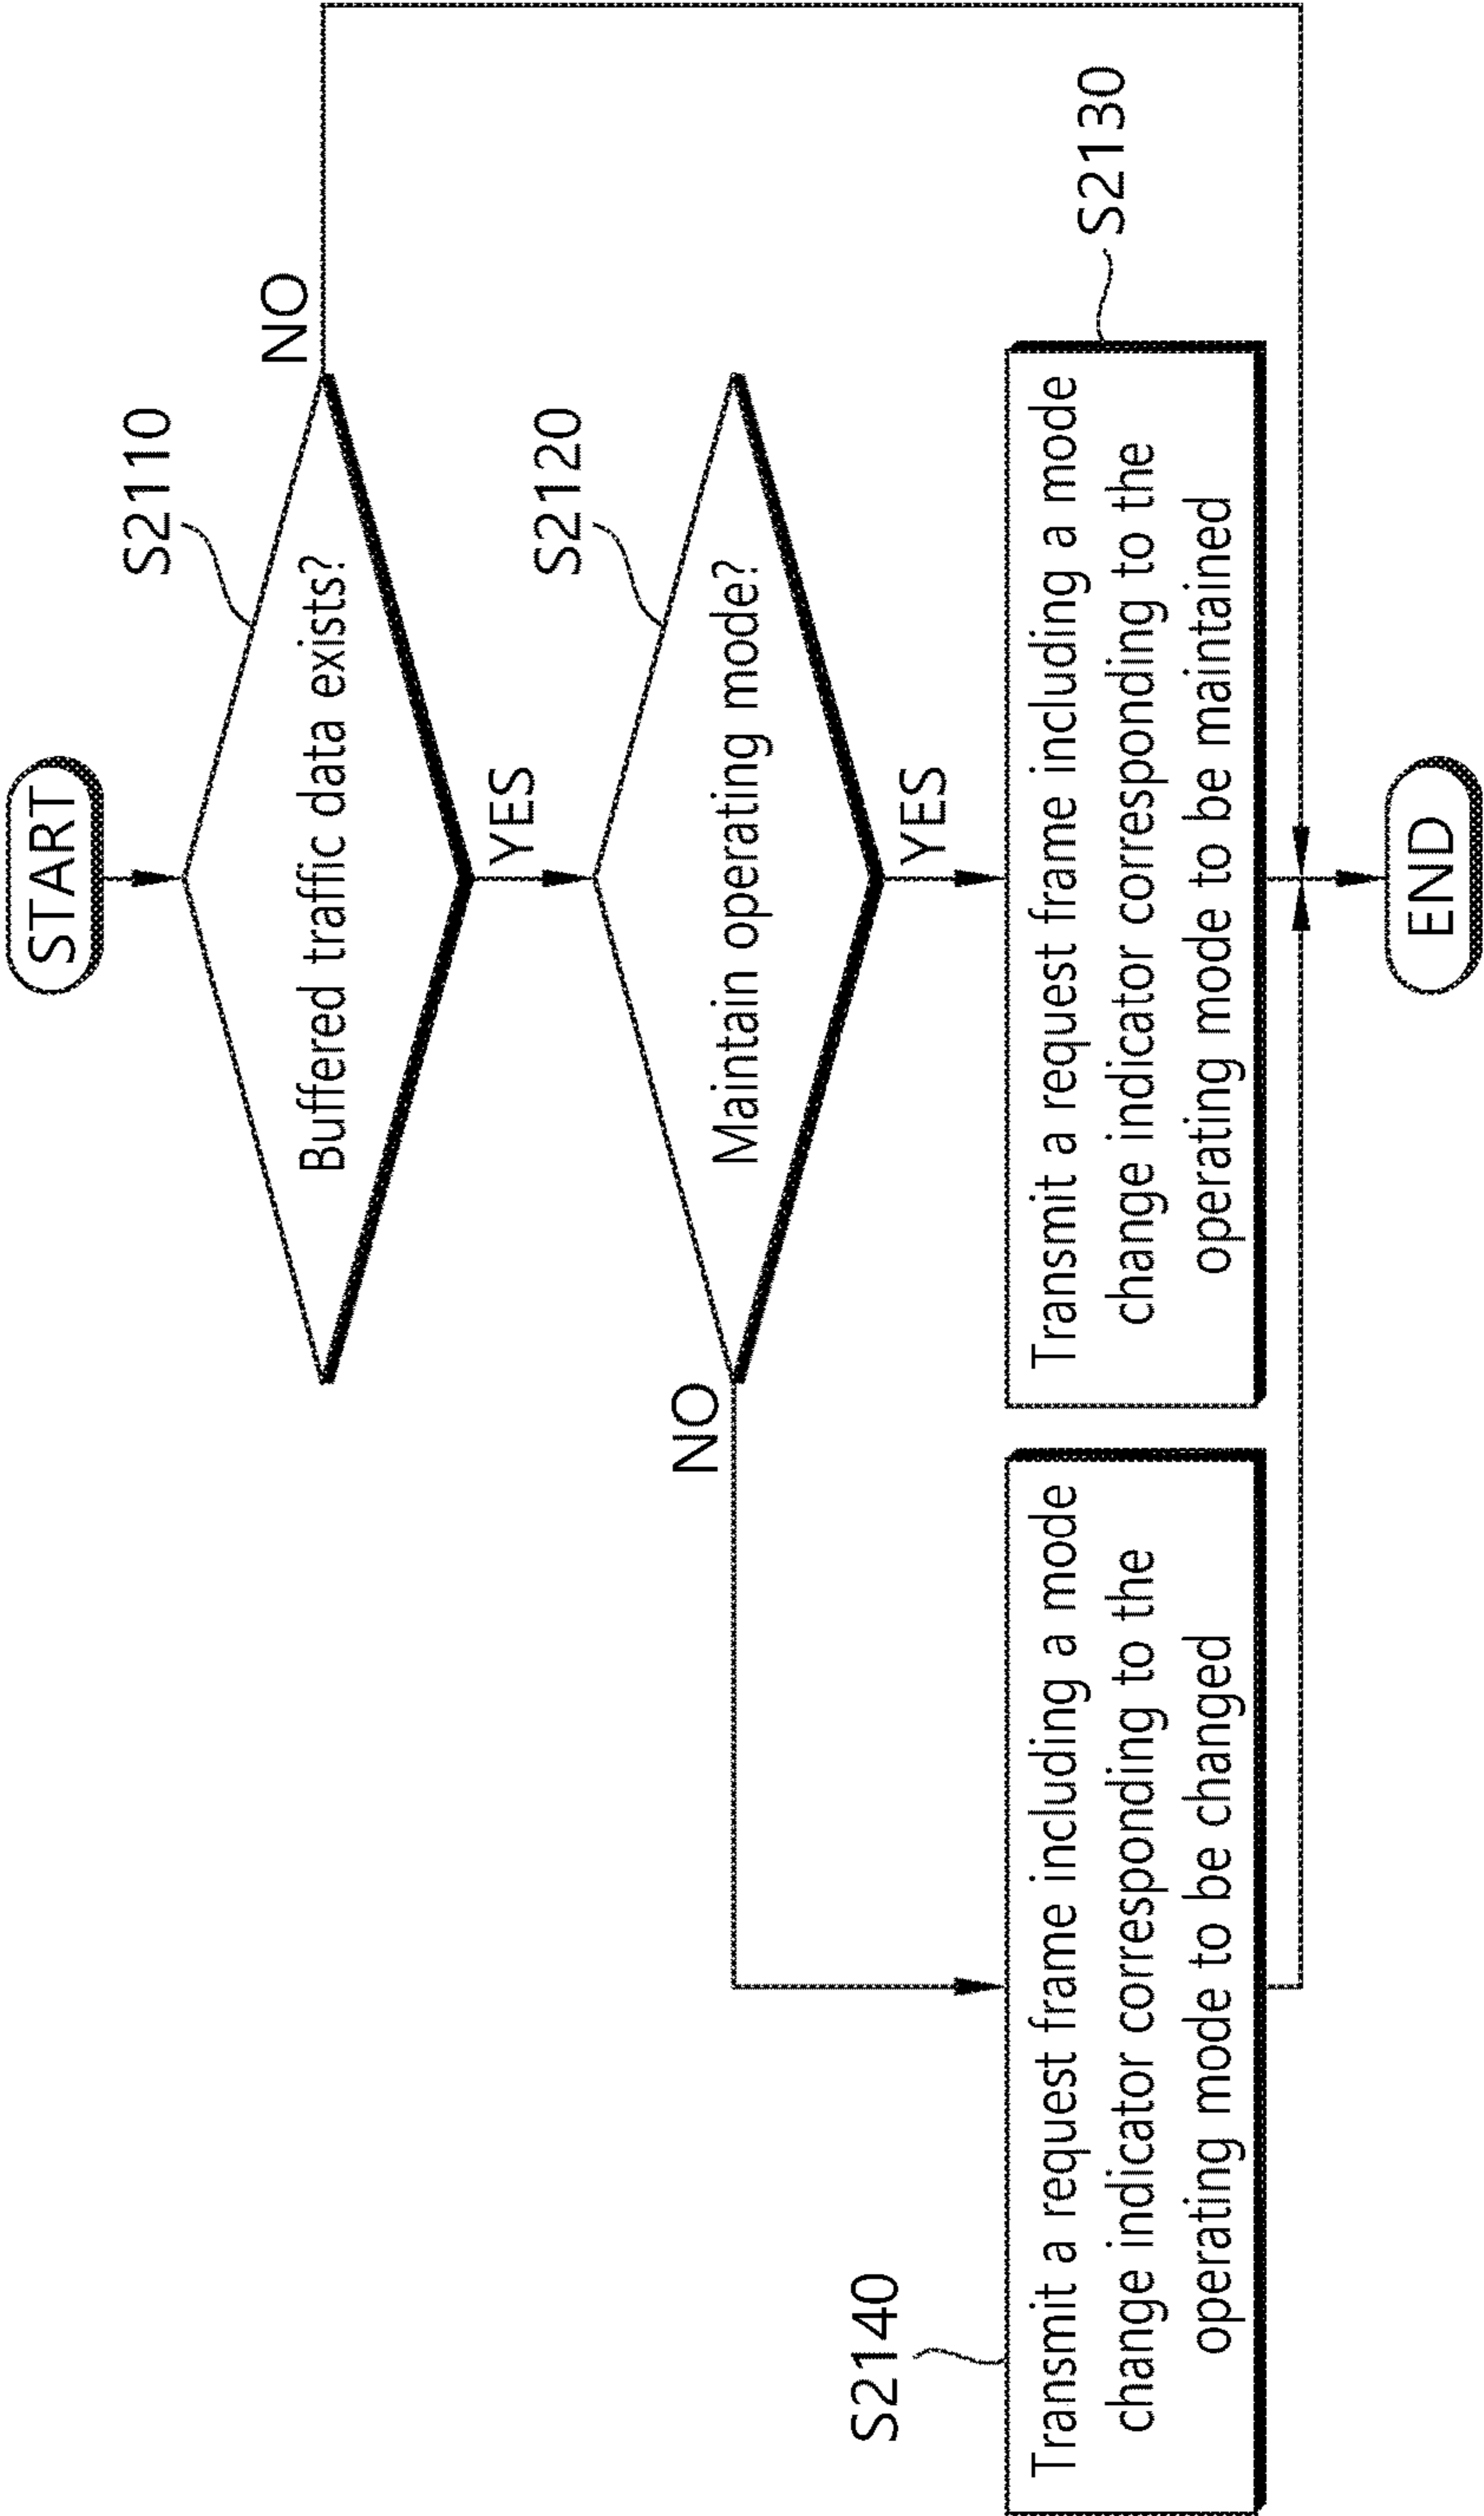 START
S2110
Buffered traffic data exists?
NO
YES
S2120
Maintain operating mode?
NO
YES
S2140
Transmit a request frame including a mode
change indicator corresponding to the
operating mode to be changed
S2130
Transmit a request frame including a mode
change indicator corresponding to the
operating mode to be maintained
END